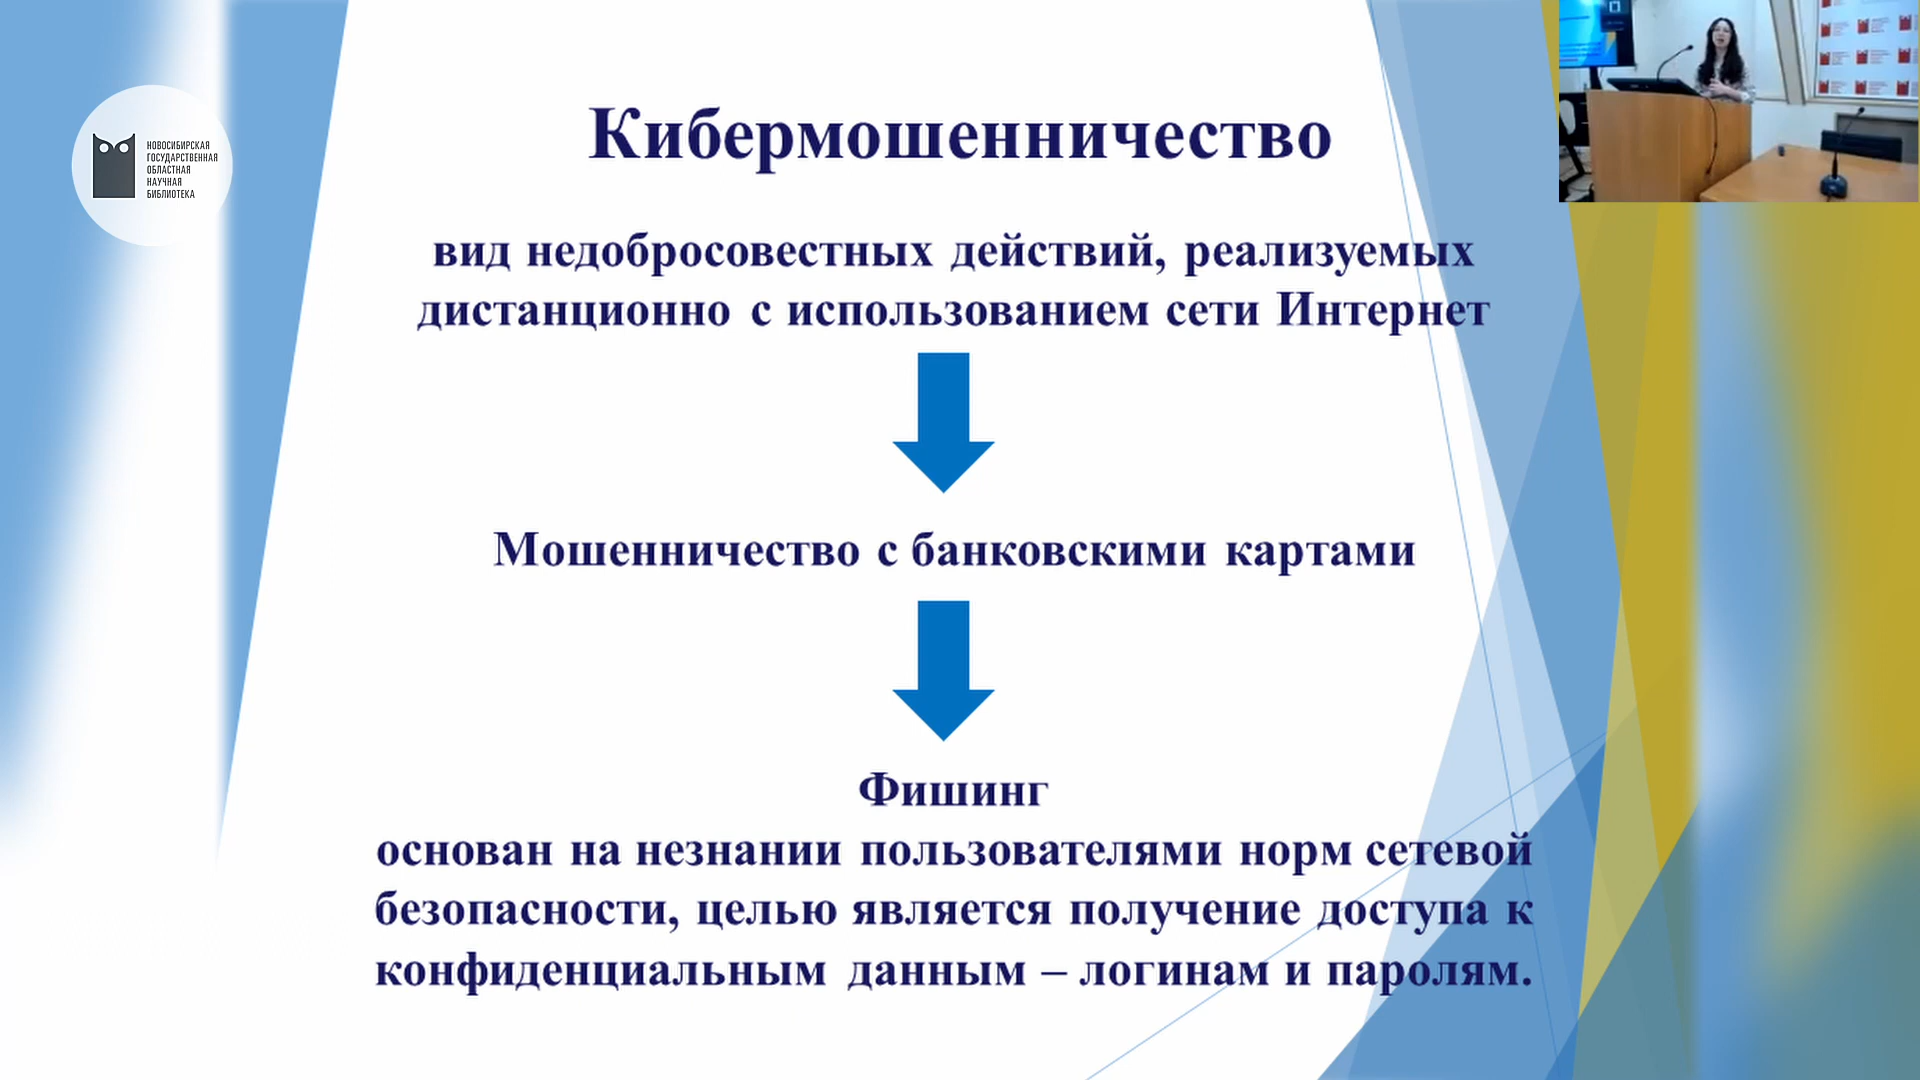 НОВОСИБИРСКАЯ
ГОСУДАРСТВЕННАЯ
ОБЛАСТНАЯ
НАУЧНАЯ
БИБЛИОТЕКА
Кибермошенничество
вид недобросовестных действий, реализуемых
дистанционно с использованием сети Интернет
Мошенничество с банковскими картами
Фишинг
основан на незнании пользователями норм сетевой
безопасности, целью является получение доступа к
конфиденциальным данным – логинам и паролям.